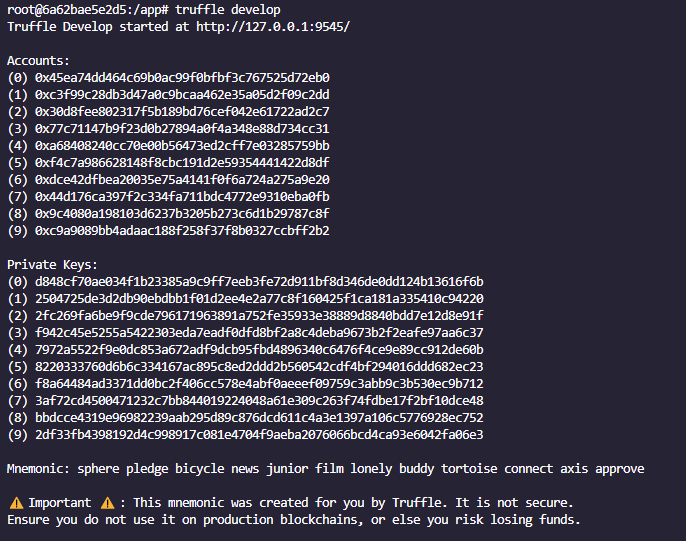 root@6a62bae5e2d5:/app# truffle develop
Truffle Develop started at http://127.0.0.1:9545/
Accounts:
(0) 0x45ea74dd464c69b0ac99f0bfbf3c767525d72eb0
(1) 0xc3f99c28db3d47a0c9bcaa462e35a05d2f09c2dd
(2) 0x30d8fee802317f5b189bd76cef042e61722ad2c7
(3) 0x77c71147b9f23d0b27894a0f4a348e88d734cc31
(4) 0xa68408240cc70e00b56473ed2cff7e03285759bb
(5) 0xf4c7a986628148f8cbc191d2e59354441422d8df
(6) 0xdce42dfbea20035e75a4141f0f6a724a275a9e20
(7) 0x44d176ca397f2c334fa711bdc4772e9310eba0fb
(8) 0x9c4080a198103d6237b3205b273c6d1b29787c8f
(9) 0xc9a9089bb4adaac188f258f37f8b0327ccbff2b2
Private Keys:
(0) d848cf70ae034f1b23385a9c9ff7eeb3fe72d911bf8d346de0dd124b13616f6b
(1) 2504725de3d2db90ebdbb1f01d2ee4e2a77c8f160425f1ca181a335410c94220
(2) 2fc269fa6be9f9cde796171963891a752fe35933e38889d8840bdd7e12d8e91f
(3) f942c45e5255a5422303eda7eadf0dfd8bf2a8c4deba9673b2f2eafe97aa6c37
(4) 7972a5522f9e0dc853a672adf9dcb95fbd4896340c6476f4ce9e89cc912de60b
(5) 8220333760d6b6c334167ac895c8ed2ddd2b560542cdf4bf294016ddd682ec23
(6) f8a64484ad3371dd0bc2f406cc578e4abf0aeeef09759c3abb9c3b530ec9b712
(7) 3af72cd4500471232c7bb844019224048a61e309c263f74fdbe17f2bf10dce48
(8) bbdcce4319e96982239aab295d89c876dcd611c4a3e1397a106c5776928ec752
(9) 2df33fb4398192d4c998917c081e4704f9aeba2076066bcd4ca93e6042fa06e3
Mnemonic: sphere pledge bicycle news junior film lonely buddy tortoise connect axis approve
⚠️ Important ⚠️ : This mnemonic was created for you by Truffle. It is not secure.
Ensure you do not use it on production blockchains, or else you risk losing funds.